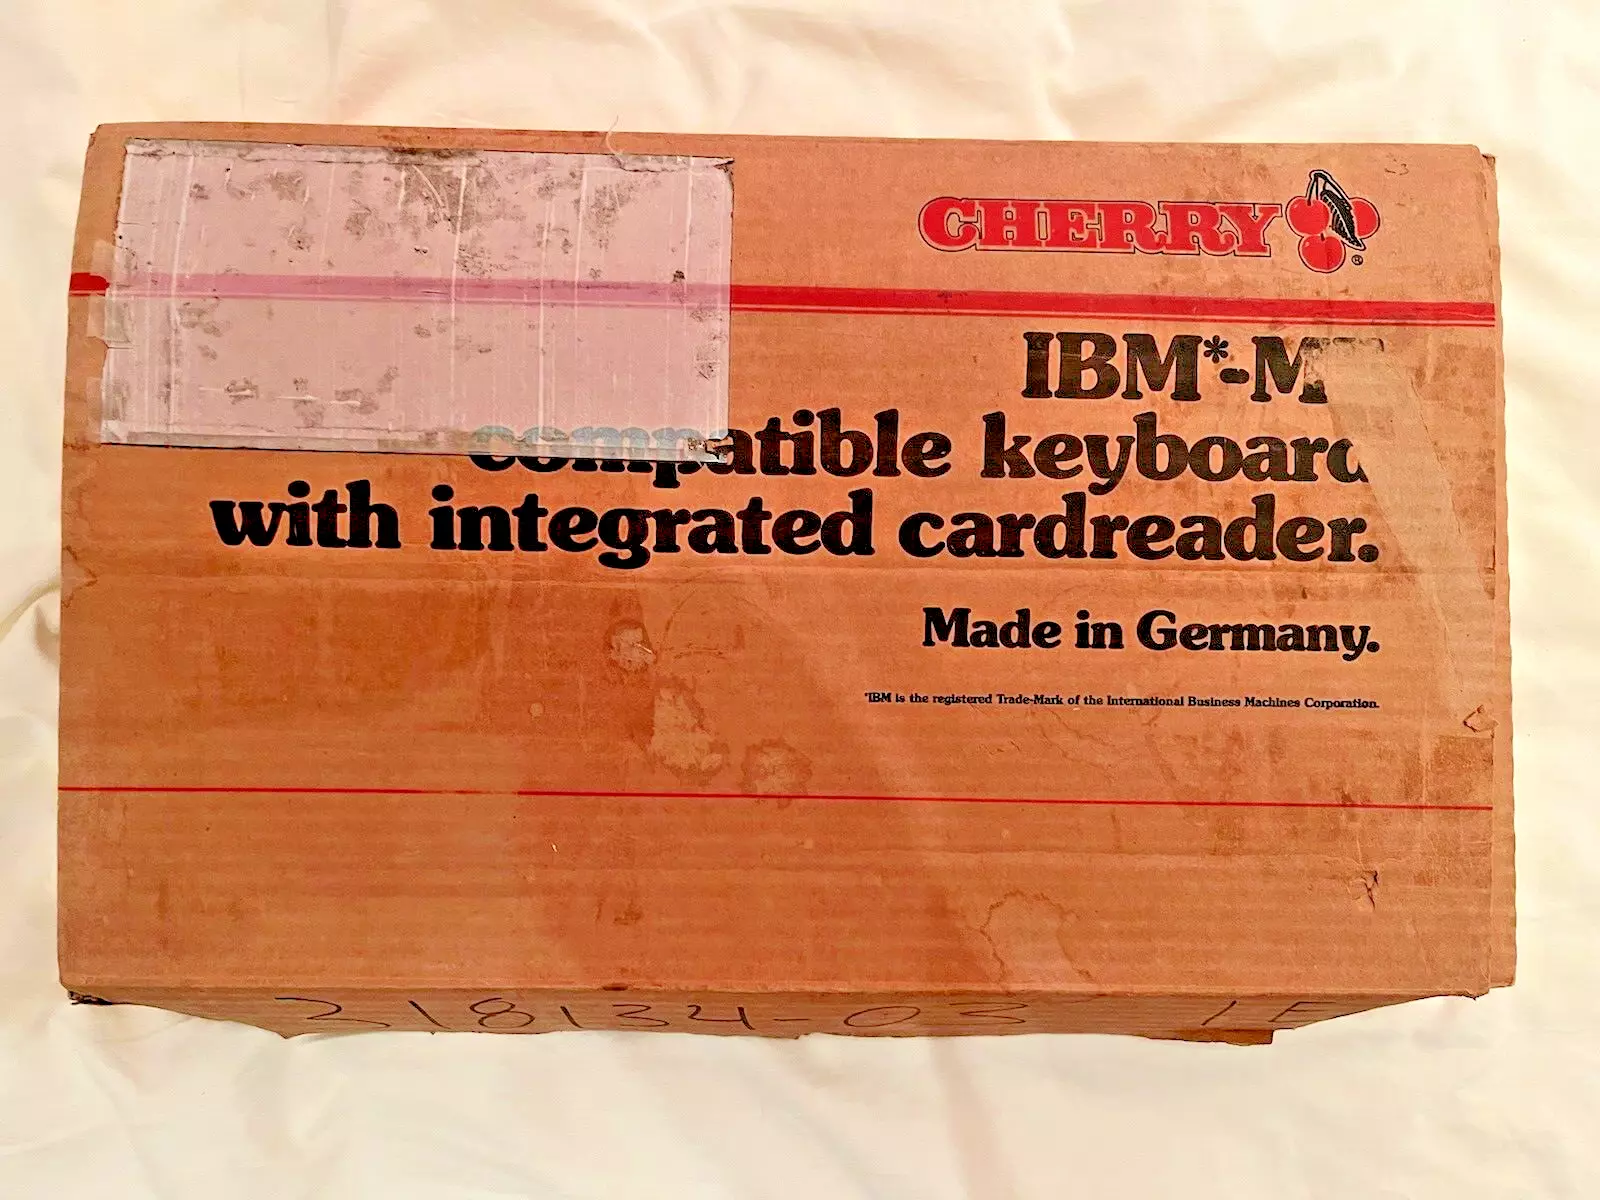 CHERRY ®
IBM*-M
compatible keyboard
with integrated cardreader.
Made in Germany.
*IBM is the registered Trade-Mark of the International Business Machines Corporation.
318134-03 1E